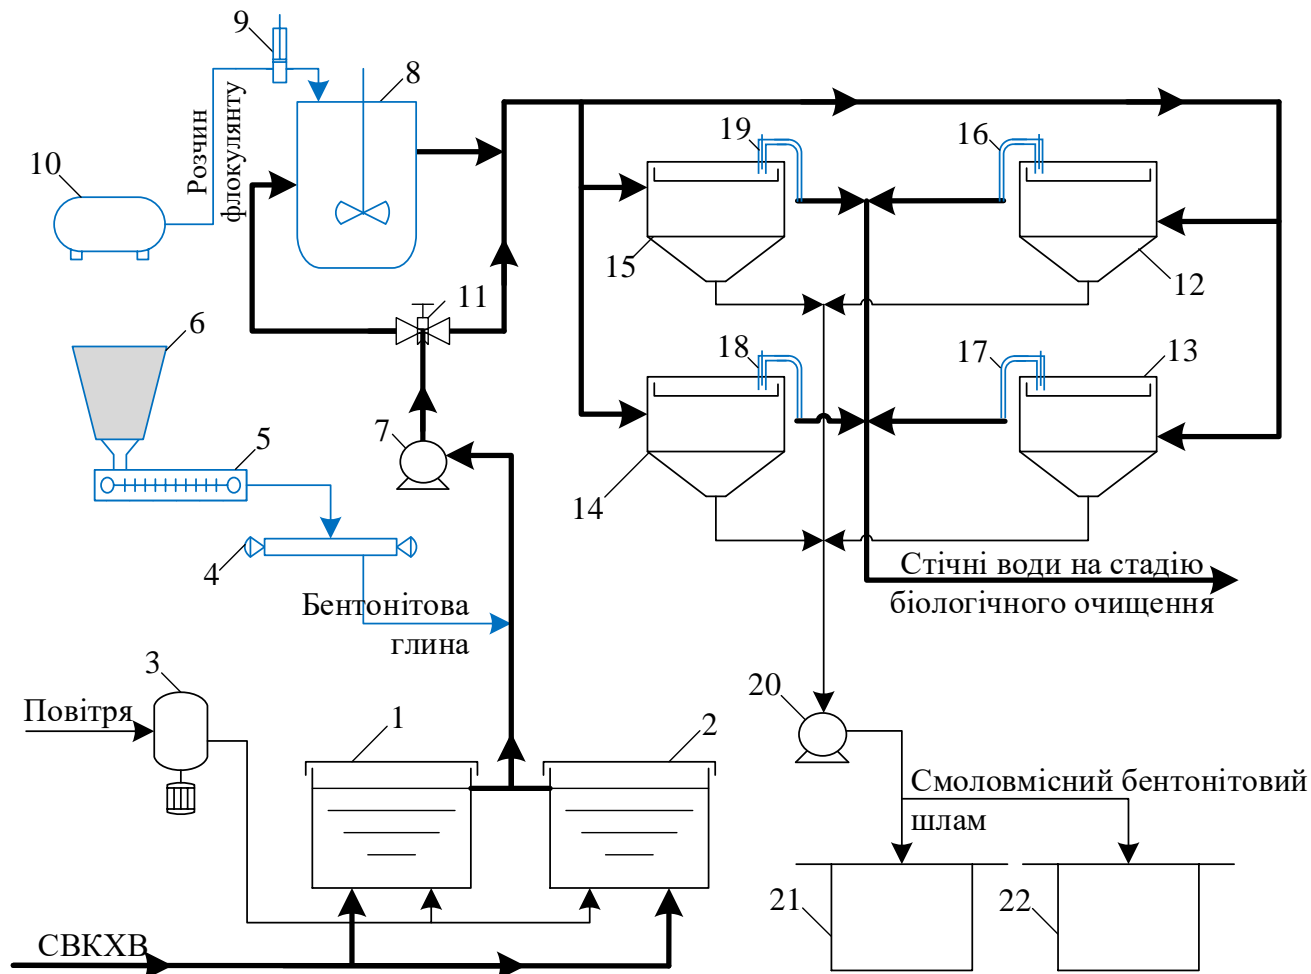 9
8
Розчин
флокулянту
10
19
16
15
12
11
6
18
17
13
7
5
14
4
Стічні води на стадію
біологічного очищення
Бентонітова
глина
3
Повітря
1
2
20
Смоловмісний бентонітовий
шлам
21
22
СВКХВ